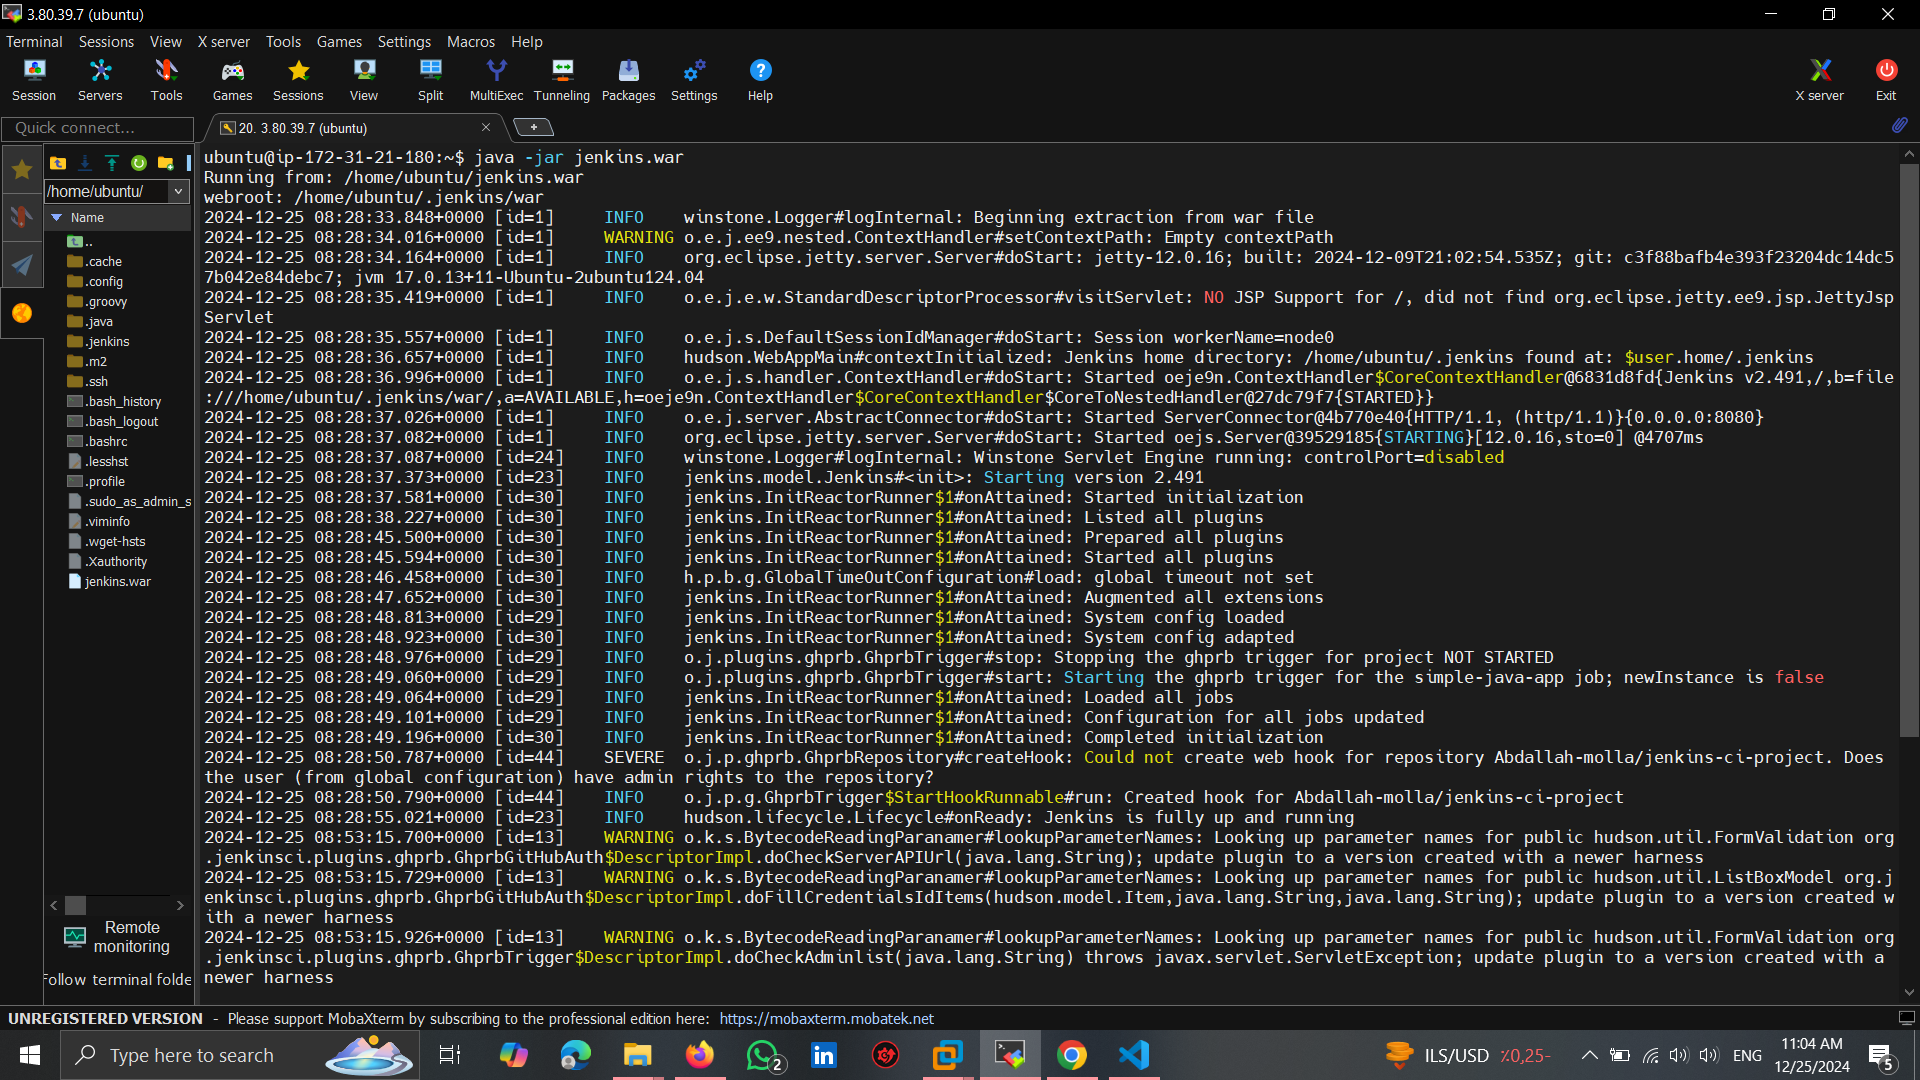 3.80.39.7 (ubuntu)
Terminal Sessions View X server Tools Games Settings Macros Help
Session Servers Tools Games Sessions View Split MultiExec Tunneling Packages Settings Help X server Exit
Quick connect...
20. 3.80.39.7 (ubuntu)
/home/ubuntu/
Name
..
.cache
.config
.groovy
.java
.jenkins
.m2
.ssh
.bash_history
.bash_logout
.bashrc
.lesshst
.profile
.sudo_as_admin_s
.viminfo
.wget-hsts
.Xauthority
jenkins.war
Remote
monitoring
Follow terminal folde
ubuntu@ip-172-31-21-180:~$ java -jar jenkins.war
Running from: /home/ubuntu/jenkins.war
webroot: /home/ubuntu/.jenkins/war
2024-12-25 08:28:33.848+0000 [id=1] INFO winstone.Logger#logInternal: Beginning extraction from war file
2024-12-25 08:28:34.016+0000 [id=1] WARNING o.e.j.ee9.nested.ContextHandler#setContextPath: Empty contextPath
2024-12-25 08:28:34.164+0000 [id=1] INFO org.eclipse.jetty.server.Server#doStart: jetty-12.0.16; built: 2024-12-09T21:02:54.535Z; git: c3f88bafb4e393f23204dc14dc5
7b042e84debc7; jvm 17.0.13+11-Ubuntu-2ubuntu124.04
2024-12-25 08:28:35.419+0000 [id=1] INFO o.e.j.e.w.StandardDescriptorProcessor#visitServlet: NO JSP Support for /, did not find org.eclipse.jetty.ee9.jsp.JettyJsp
Servlet
2024-12-25 08:28:35.557+0000 [id=1] INFO o.e.j.s.DefaultSessionIdManager#doStart: Session workerName=node0
2024-12-25 08:28:36.657+0000 [id=1] INFO hudson.WebAppMain#contextInitialized: Jenkins home directory: /home/ubuntu/.jenkins found at: $user.home/.jenkins
2024-12-25 08:28:36.996+0000 [id=1] INFO o.e.j.s.handler.ContextHandler#doStart: Started oeje9n.ContextHandler$CoreContextHandler@6831d8fd{Jenkins v2.491,/,b=file
:///home/ubuntu/.jenkins/war/,a=AVAILABLE,h=oeje9n.ContextHandler$CoreContextHandler$CoreToNestedHandler@27dc79f7{STARTED}}
2024-12-25 08:28:37.026+0000 [id=1] INFO o.e.j.server.AbstractConnector#doStart: Started ServerConnector@4b770e40{HTTP/1.1, (http/1.1)}{0.0.0.0:8080}
2024-12-25 08:28:37.082+0000 [id=1] INFO org.eclipse.jetty.server.Server#doStart: Started oejs.Server@39529185{STARTING}[12.0.16,sto=0] @4707ms
2024-12-25 08:28:37.087+0000 [id=24] INFO winstone.Logger#logInternal: Winstone Servlet Engine running: controlPort=disabled
2024-12-25 08:28:37.373+0000 [id=23] INFO jenkins.model.Jenkins#<init>: Starting version 2.491
2024-12-25 08:28:37.581+0000 [id=30] INFO jenkins.InitReactorRunner$1#onAttained: Started initialization
2024-12-25 08:28:38.227+0000 [id=30] INFO jenkins.InitReactorRunner$1#onAttained: Listed all plugins
2024-12-25 08:28:45.500+0000 [id=30] INFO jenkins.InitReactorRunner$1#onAttained: Prepared all plugins
2024-12-25 08:28:45.594+0000 [id=30] INFO jenkins.InitReactorRunner$1#onAttained: Started all plugins
2024-12-25 08:28:46.458+0000 [id=30] INFO h.p.b.g.GlobalTimeOutConfiguration#load: global timeout not set
2024-12-25 08:28:47.652+0000 [id=30] INFO jenkins.InitReactorRunner$1#onAttained: Augmented all extensions
2024-12-25 08:28:48.813+0000 [id=29] INFO jenkins.InitReactorRunner$1#onAttained: System config loaded
2024-12-25 08:28:48.923+0000 [id=30] INFO jenkins.InitReactorRunner$1#onAttained: System config adapted
2024-12-25 08:28:48.976+0000 [id=29] INFO o.j.plugins.ghprb.GhprbTrigger#stop: Stopping the ghprb trigger for project NOT STARTED
2024-12-25 08:28:49.060+0000 [id=29] INFO o.j.plugins.ghprb.GhprbTrigger#start: Starting the ghprb trigger for the simple-java-app job; newInstance is false
2024-12-25 08:28:49.064+0000 [id=29] INFO jenkins.InitReactorRunner$1#onAttained: Loaded all jobs
2024-12-25 08:28:49.101+0000 [id=29] INFO jenkins.InitReactorRunner$1#onAttained: Configuration for all jobs updated
2024-12-25 08:28:49.196+0000 [id=30] INFO jenkins.InitReactorRunner$1#onAttained: Completed initialization
2024-12-25 08:28:50.787+0000 [id=44] SEVERE o.j.p.ghprb.GhprbRepository#createHook: Could not create web hook for repository Abdallah-molla/jenkins-ci-project. Does
the user (from global configuration) have admin rights to the repository?
2024-12-25 08:28:50.790+0000 [id=44] INFO o.j.p.g.GhprbTrigger$StartHookRunnable#run: Created hook for Abdallah-molla/jenkins-ci-project
2024-12-25 08:28:55.021+0000 [id=23] INFO hudson.lifecycle.Lifecycle#onReady: Jenkins is fully up and running
2024-12-25 08:53:15.700+0000 [id=13] WARNING o.k.s.BytecodeReadingParanamer#lookupParameterNames: Looking up parameter names for public hudson.util.FormValidation org
.jenkinsci.plugins.ghprb.GhprbGitHubAuth$DescriptorImpl.doCheckServerAPIUrl(java.lang.String); update plugin to a version created with a newer harness
2024-12-25 08:53:15.729+0000 [id=13] WARNING o.k.s.BytecodeReadingParanamer#lookupParameterNames: Looking up parameter names for public hudson.util.ListBoxModel org.j
enkinsci.plugins.ghprb.GhprbGitHubAuth$DescriptorImpl.doFillCredentialsIdItems(hudson.model.Item,java.lang.String,java.lang.String); update plugin to a version created w
ith a newer harness
2024-12-25 08:53:15.926+0000 [id=13] WARNING o.k.s.BytecodeReadingParanamer#lookupParameterNames: Looking up parameter names for public hudson.util.FormValidation org
.jenkinsci.plugins.ghprb.GhprbTrigger$DescriptorImpl.doCheckAdminlist(java.lang.String) throws javax.servlet.ServletException; update plugin to a version created with a
newer harness
UNREGISTERED VERSION - Please support MobaXterm by subscribing to the professional edition here: https://mobaxterm.mobatek.net
Type here to search
2
in
ILS/USD ٪0,25-
ENG
11:04 AM
12/25/2024
5